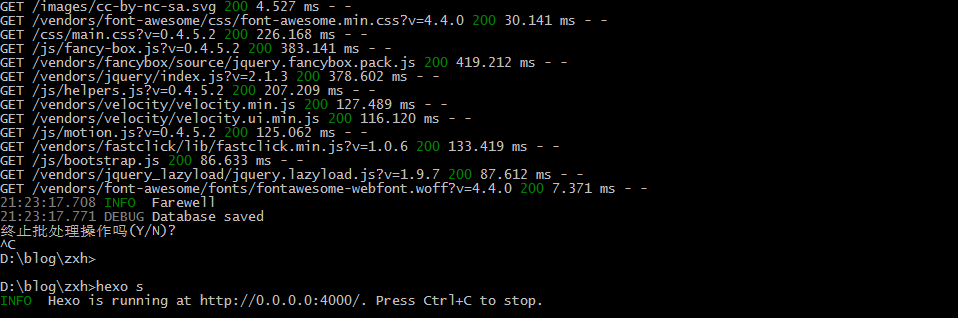 GET /images/cc-by-nc-sa.svg 200 4.527 ms - -
GET /vendors/font-awesome/css/font-awesome.min.css?v=4.4.0 200 30.141 ms - -
GET /css/main.css?v=0.4.5.2 200 226.168 ms - -
GET /js/fancy-box.js?v=0.4.5.2 200 383.141 ms - -
GET /vendors/fancybox/source/jquery.fancybox.pack.js 200 419.212 ms - -
GET /vendors/jquery/index.js?v=2.1.3 200 378.602 ms - -
GET /js/helpers.js?v=0.4.5.2 200 207.209 ms - -
GET /vendors/velocity/velocity.min.js 200 127.489 ms - -
GET /vendors/velocity/velocity.ui.min.js 200 116.120 ms - -
GET /js/motion.js?v=0.4.5.2 200 125.062 ms - -
GET /vendors/fastclick/lib/fastclick.min.js?v=1.0.6 200 133.419 ms - -
GET /js/bootstrap.js 200 86.633 ms - -
GET /vendors/jquery_lazyload/jquery.lazyload.js?v=1.9.7 200 87.612 ms - -
GET /vendors/font-awesome/fonts/fontawesome-webfont.woff?v=4.4.0 200 7.371 ms - -
21:23:17.708 INFO  Farewell
21:23:17.771 DEBUG Database saved
终止批处理操作吗(Y/N)?
^C
D:\blog\zxh>
D:\blog\zxh>hexo s
INFO  Hexo is running at http://0.0.0.0:4000/. Press Ctrl+C to stop.